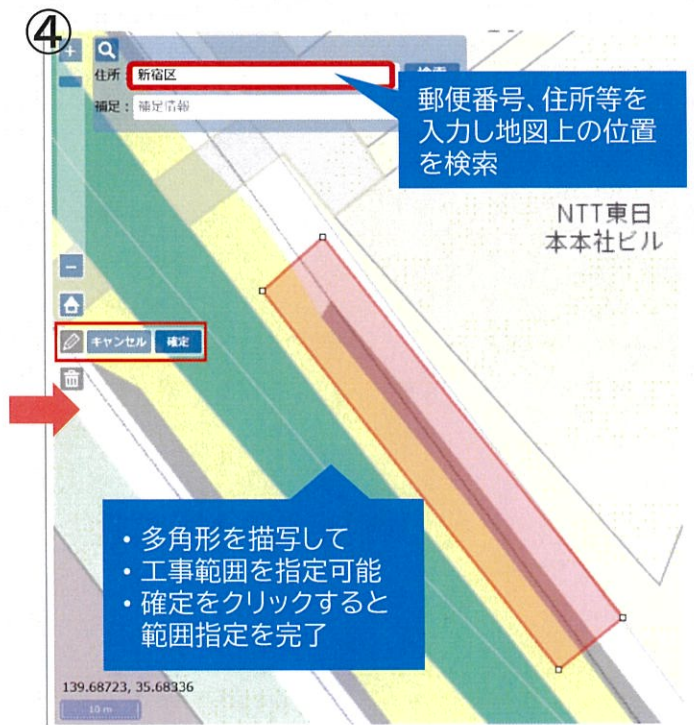 ④
+
住所： 新宿区
検索
補足： 補足情報
郵便番号、住所等を
入力し地図上の位置
を検索
NTT東日
本本社ビル
−
キャンセル 確定
・多角形を描写して
・工事範囲を指定可能
・確定をクリックすると
範囲指定を完了
139.68723, 35.68336
10 m